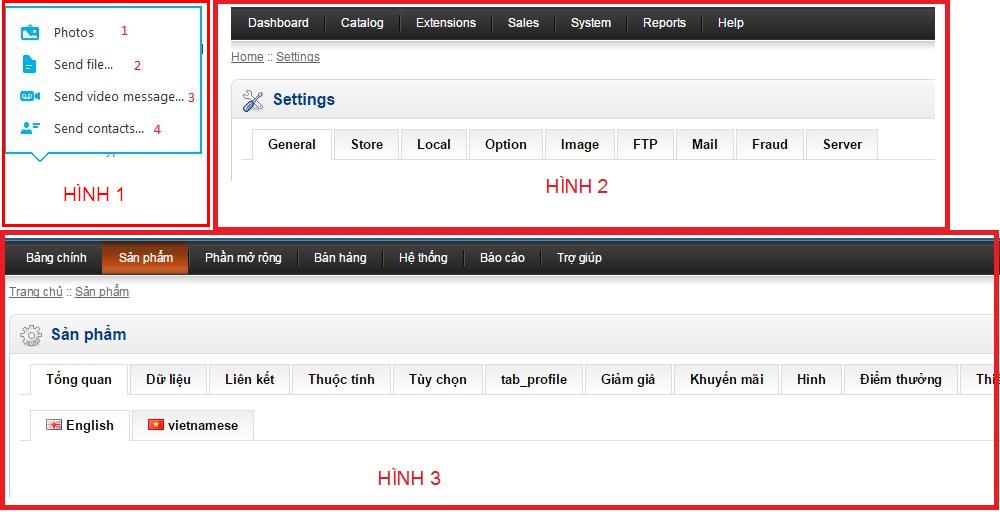 Photos 1
Send file... 2
Send video message... 3
Send contacts... 4
HÌNH 1
Dashboard Catalog Extensions Sales System Reports Help
Home :: Settings
Settings
General Store Local Option Image FTP Mail Fraud Server
HÌNH 2
Bảng chính Sản phẩm Phần mở rộng Bán hàng Hệ thống Báo cáo Trợ giúp
Trang chủ :: Sản phẩm
Sản phẩm
Tổng quan Dữ liệu Liên kết Thuộc tính Tùy chọn tab_profile Giảm giá Khuyến mãi Hình Điểm thưởng
English vietnamese
HÌNH 3